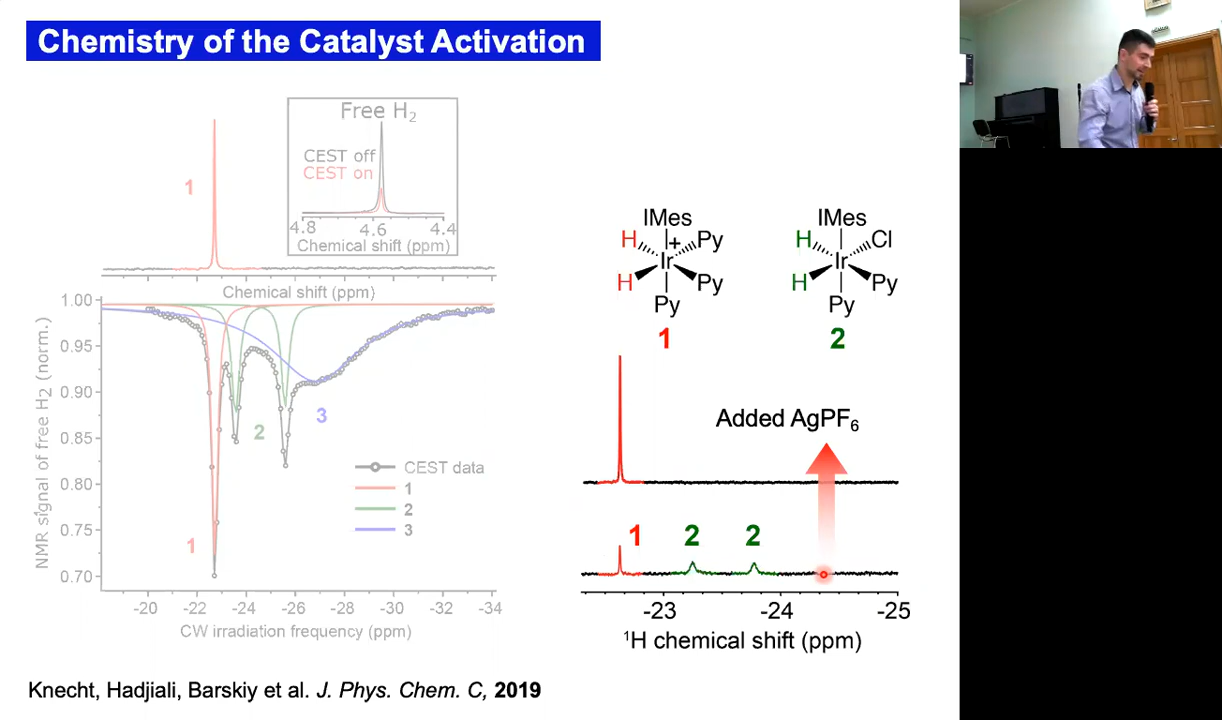 Chemistry of the Catalyst Activation
Free H2
CEST off
CEST on
4.8 4.6 4.4
Chemical shift (ppm)
1
Chemical shift (ppm)
1.00
0.95
0.90
0.85
0.80
0.75
0.70
NMR signal of free H2 (norm.)
2
3
1
CEST data
1
2
3
-20 -22 -24 -26 -28 -30 -32 -34
CW irradiation frequency (ppm)
IMes
H + Py
Ir
H Py
Py
1
IMes
H Cl
Ir
H Py
Py
2
Added AgPF6
1 2 2
-23 -24 -25
1H chemical shift (ppm)
Knecht, Hadjiali, Barskiy et al. J. Phys. Chem. C, 2019